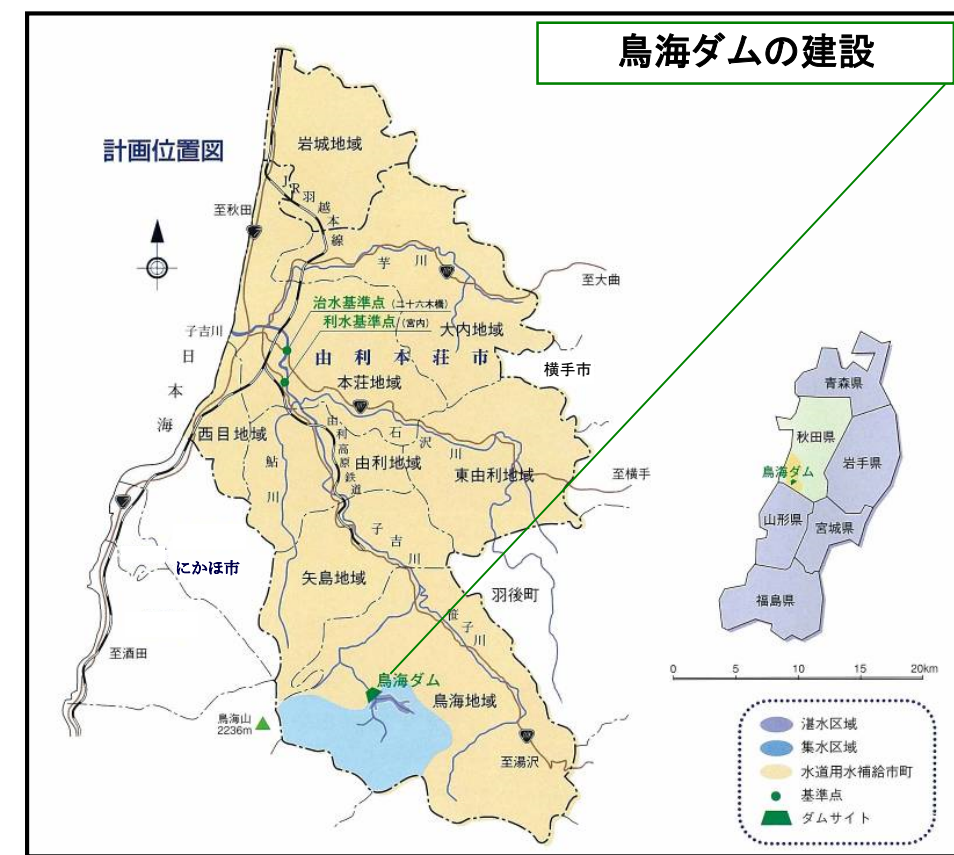 鳥海ダムの建設
計画位置図
岩城地域
JR羽越本線
至秋田
芋川
至大曲
治水基準点(二十六木橋)
利水基準点(宮内)
大内地域
子吉川
日本海
由利本荘市
横手市
本荘地域
西目地域
鮎川
由利高原鉄道
石沢川
由利地域
東由利地域
至横手
子吉川
にかほ市
矢島地域
羽後町
笹子川
至酒田
鳥海ダム
鳥海地域
鳥海山
2236m
至湯沢
青森県
秋田県
岩手県
鳥海ダム
山形県
宮城県
福島県
0 5 10 15 20km
湛水区域
集水区域
水道用水補給市町
基準点
ダムサイト